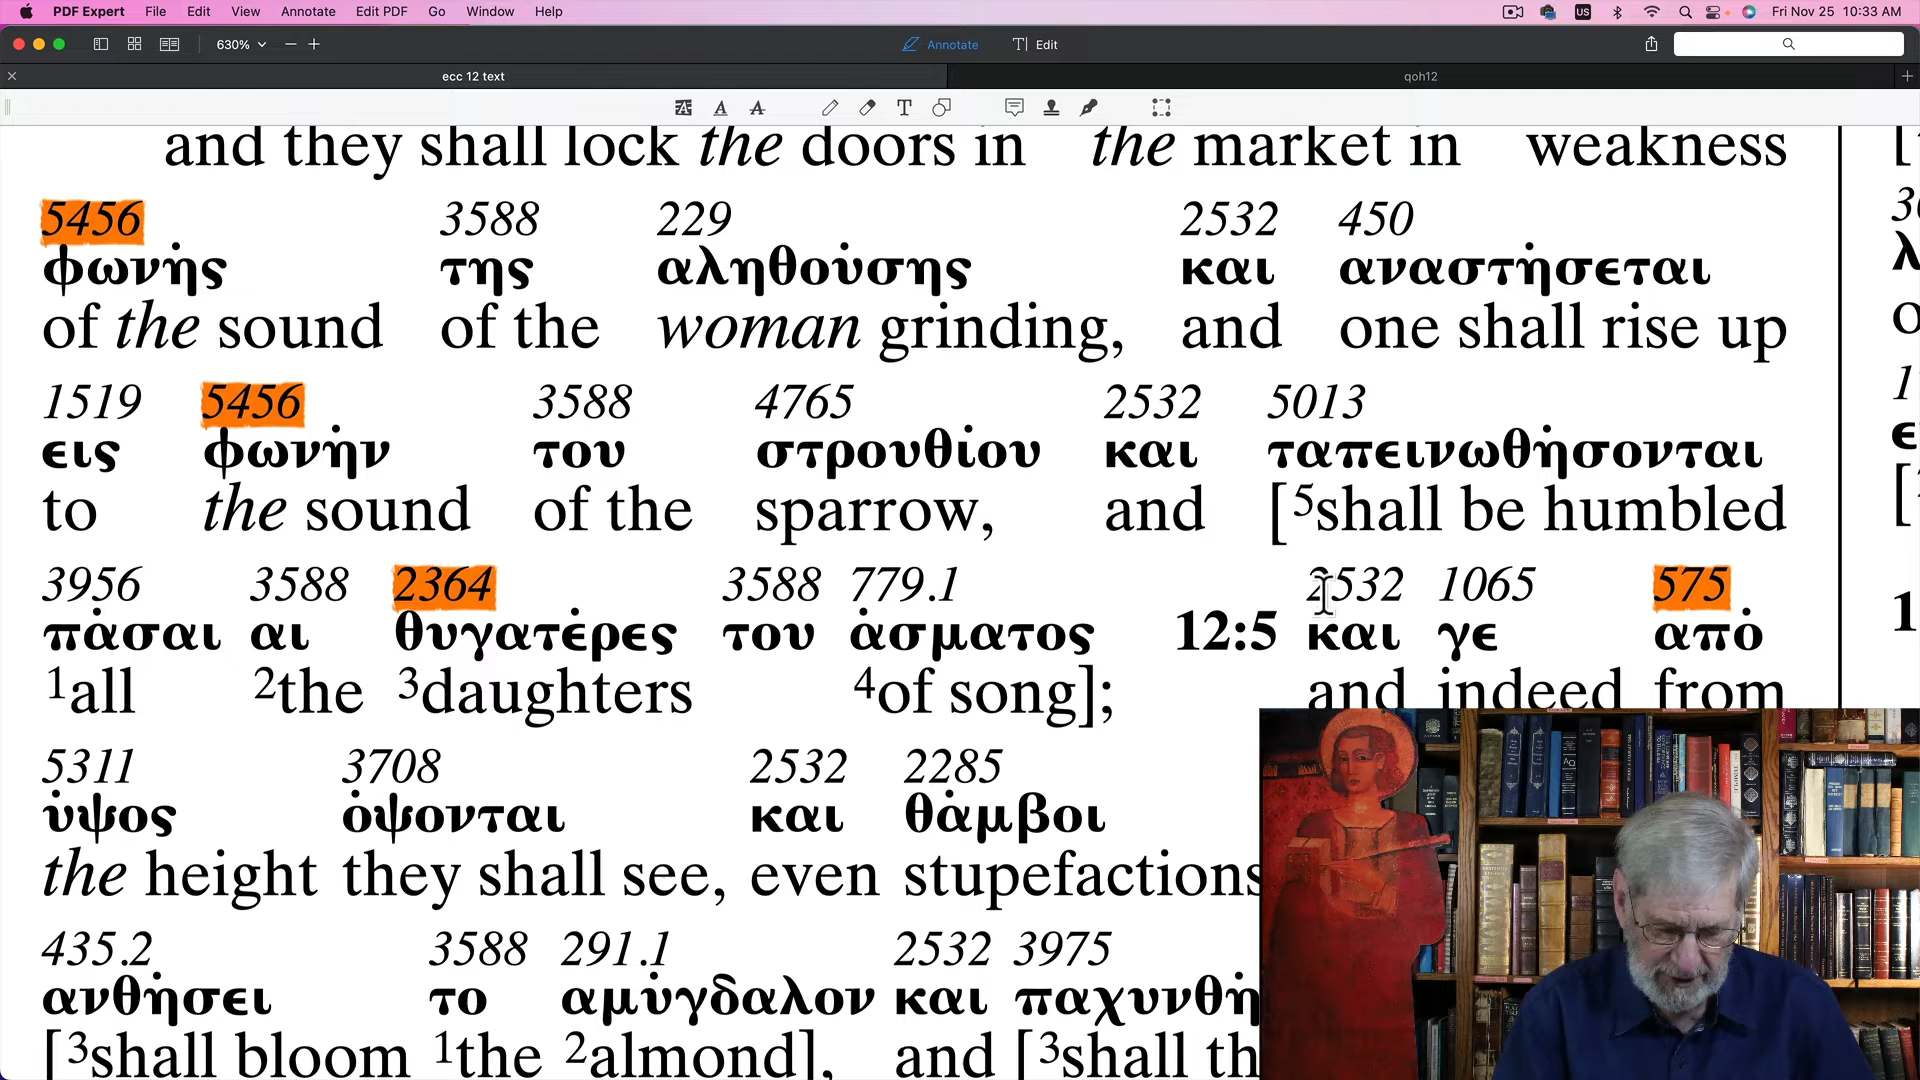 PDF Expert File Edit View Annotate Edit PDF Go Window Help US Fri Nov 25 10:33 AM
630% Annotate Edit
ecc 12 text qoh12
and they shall lock the doors in the market in weakness
5456 3588 229 2532 450
φωνής της αληθούσης και αναστήσεται
of the sound of the woman grinding, and one shall rise up
1519 5456 3588 4765 2532 5013
εις φωνήν του στρουθίου και ταπεινωθήσονται
to the sound of the sparrow, and [5shall be humbled
3956 3588 2364 3588 779.1 2532 1065 575
πάσαι αι θυγατέρες του άσματος 12:5 και γε από
1all 2the 3daughters 4of song]; and indeed from
5311 3708 2532 2285
ύψος όψονται και θάμβοι
the height they shall see, even stupefactions
435.2 3588 291.1 2532 3975
ανθήσει το αμύγδαλον και παχυνθή
[3shall bloom 1the 2almond], and [3shall th